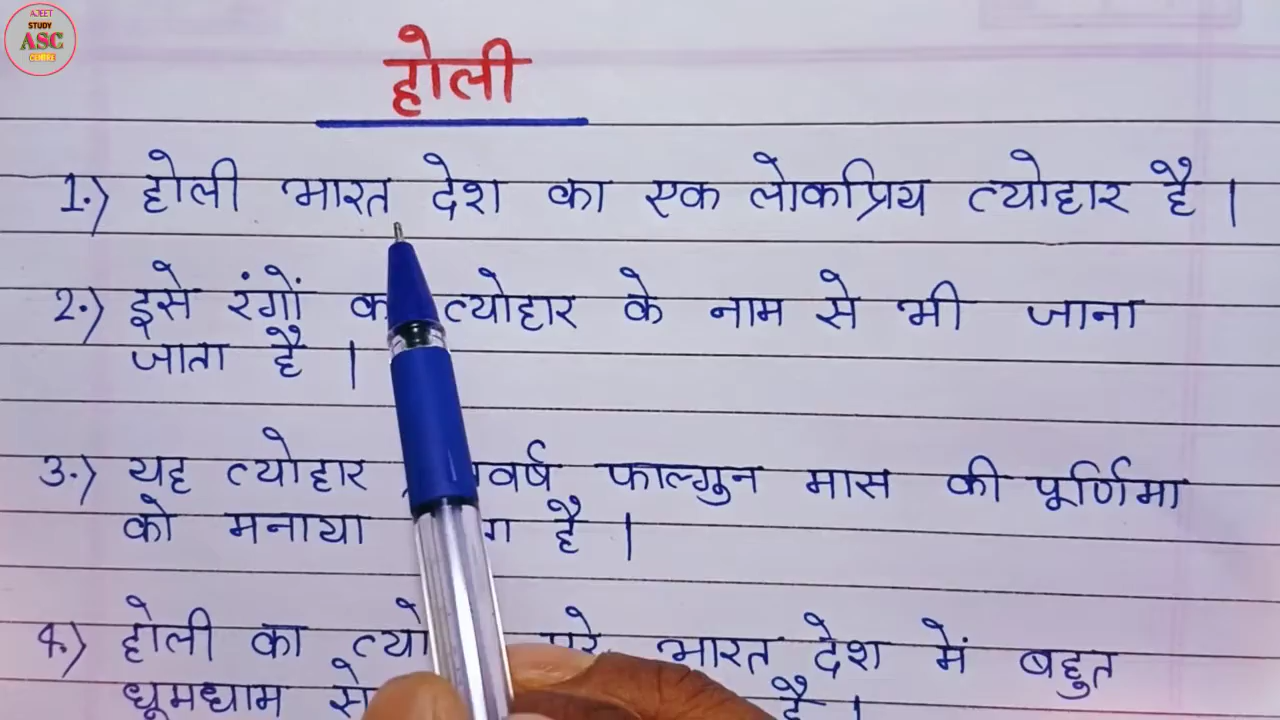 AJEET
STUDY
ASC
CENTRE
होली
1.) होली भारत देश का एक लोकप्रिय त्योहार है ।
2.) इसे रंगों का त्योहार के नाम से भी जाना
जाता है ।
3.) यह त्योहार फाल्गुन मास की पूर्णिमा
को मनाया है ।
4.) होली का भारत देश में बहुत
धूमधाम से है ।